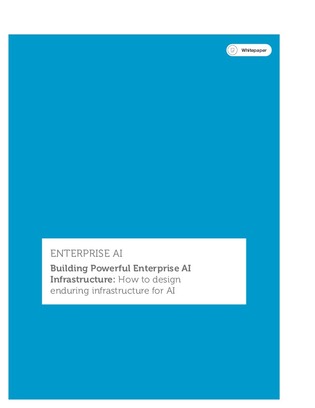 Whitepaper
ENTERPRISE AI
Building Powerful Enterprise AI
Infrastructure: How to design
enduring infrastructure for AI